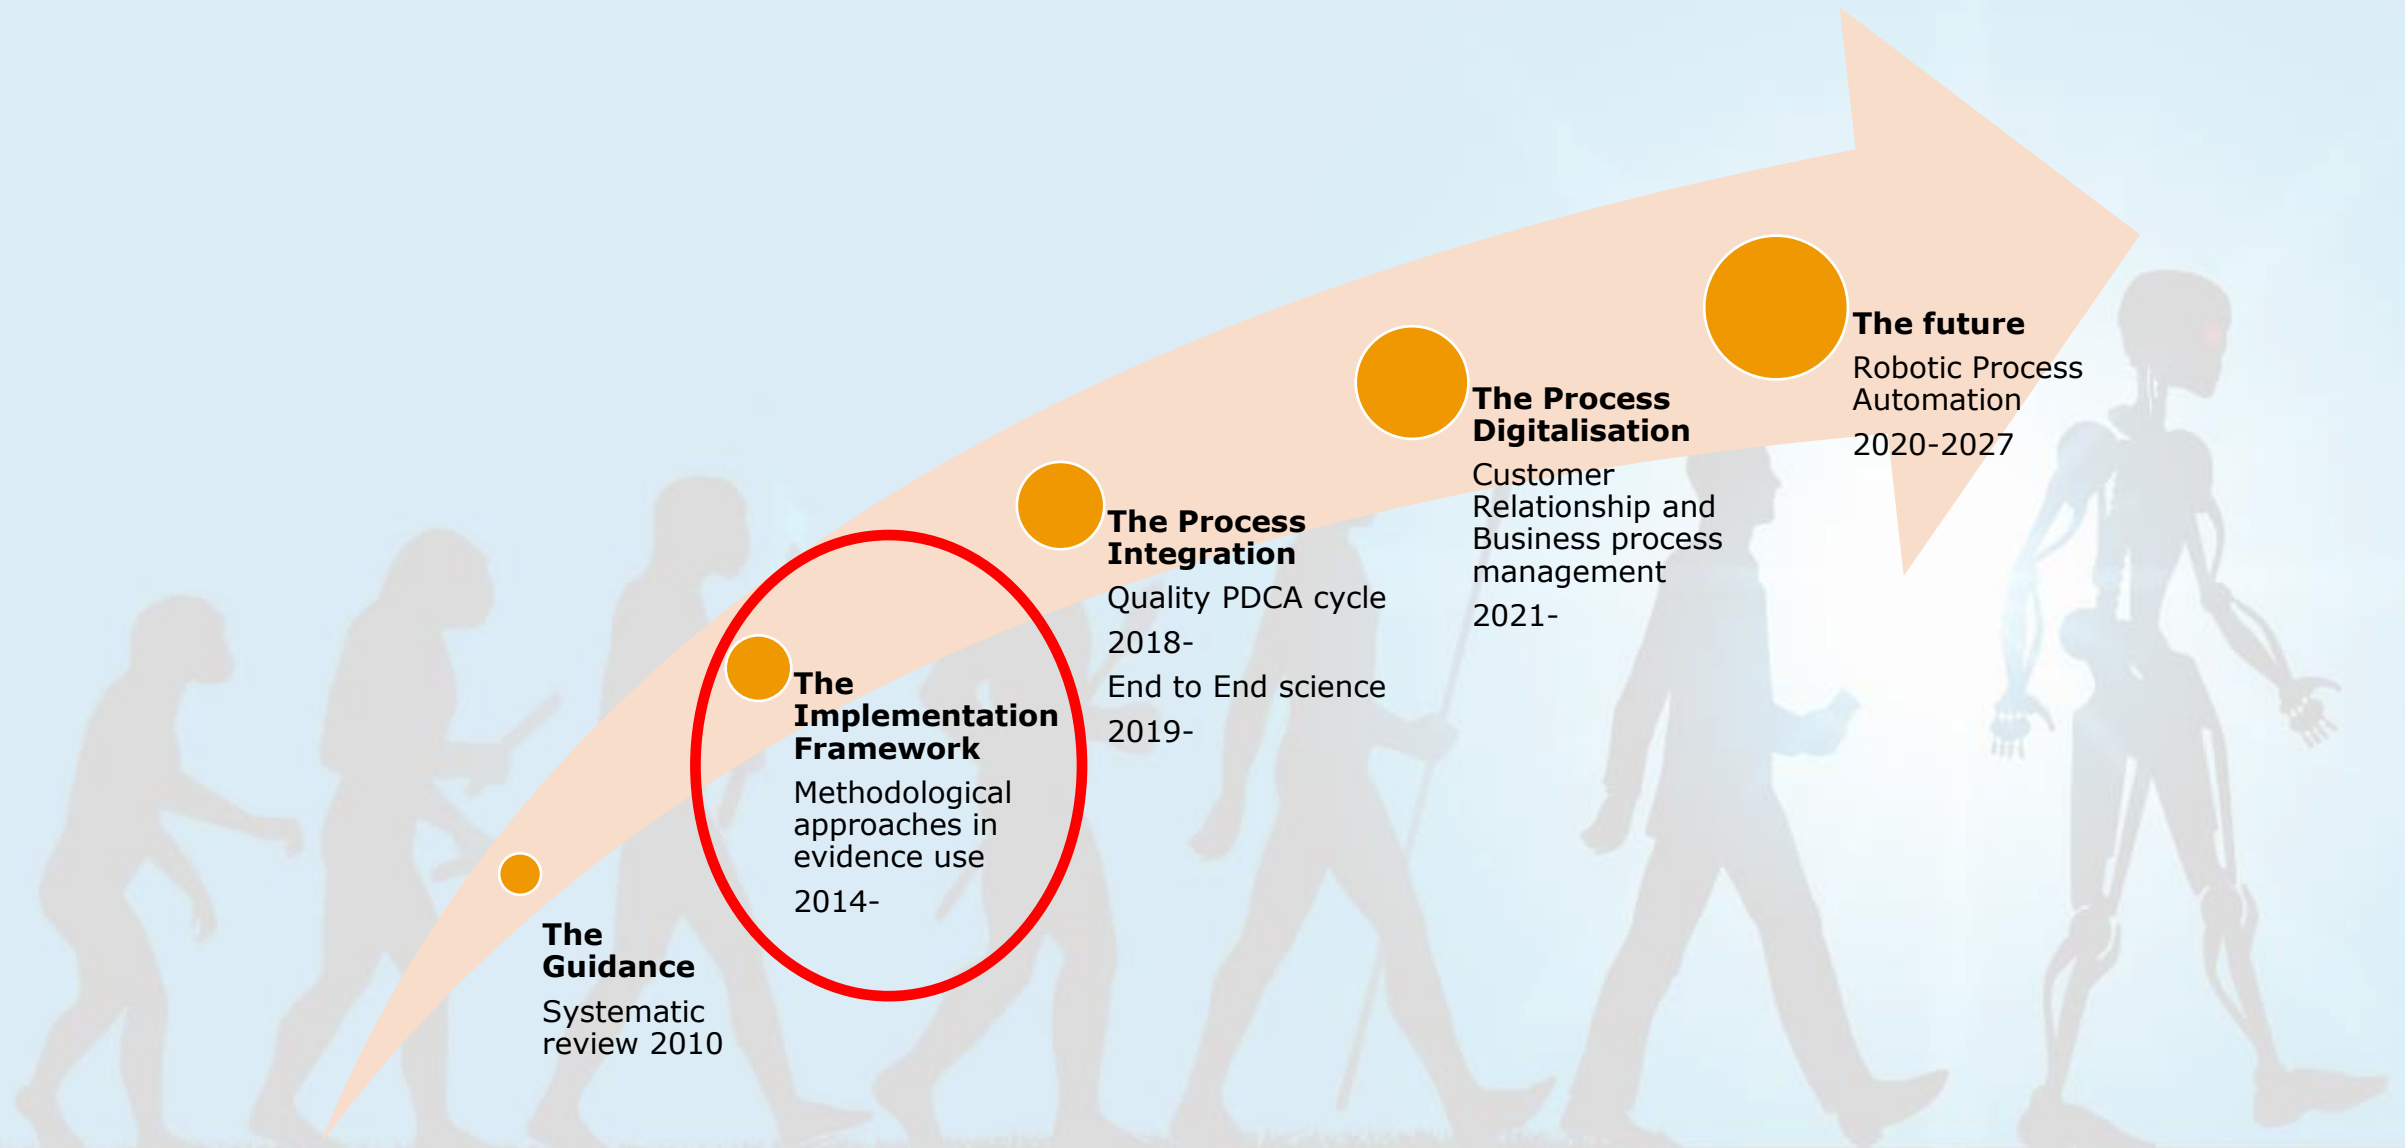 The
Guidance
Systematic
review 2010
The
Implementation
Framework
Methodological
approaches in
evidence use
2014-
The Process
Integration
Quality PDCA cycle
2018-
End to End science
2019-
The Process
Digitalisation
Customer
Relationship and
Business process
management
2021-
The future
Robotic Process
Automation
2020-2027